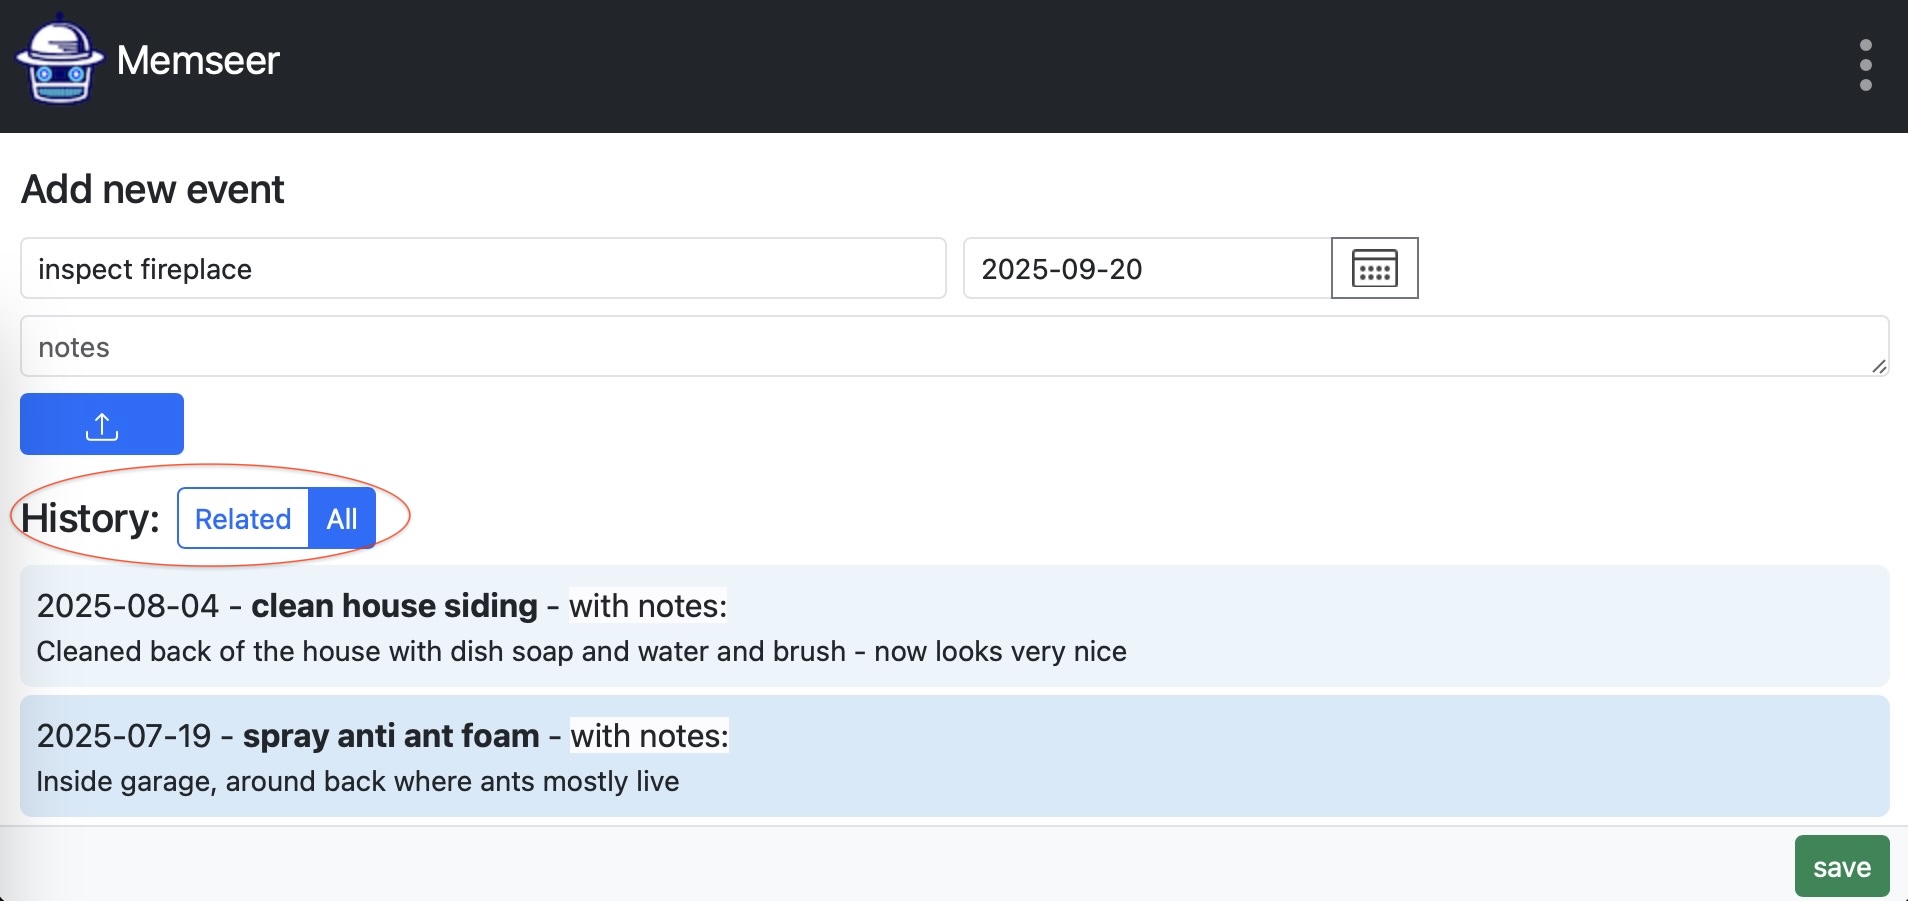 Memseer
Add new event
inspect fireplace
2025-09-20
notes
History: Related All
2025-08-04 - clean house siding - with notes:
Cleaned back of the house with dish soap and water and brush - now looks very nice
2025-07-19 - spray anti ant foam - with notes:
Inside garage, around back where ants mostly live
save